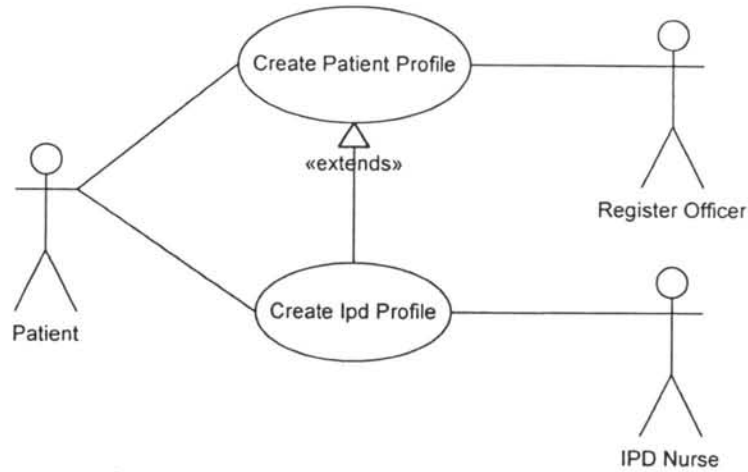 Create Patient Profile
«extends»
Register Officer
Create Ipd Profile
Patient
IPD Nurse